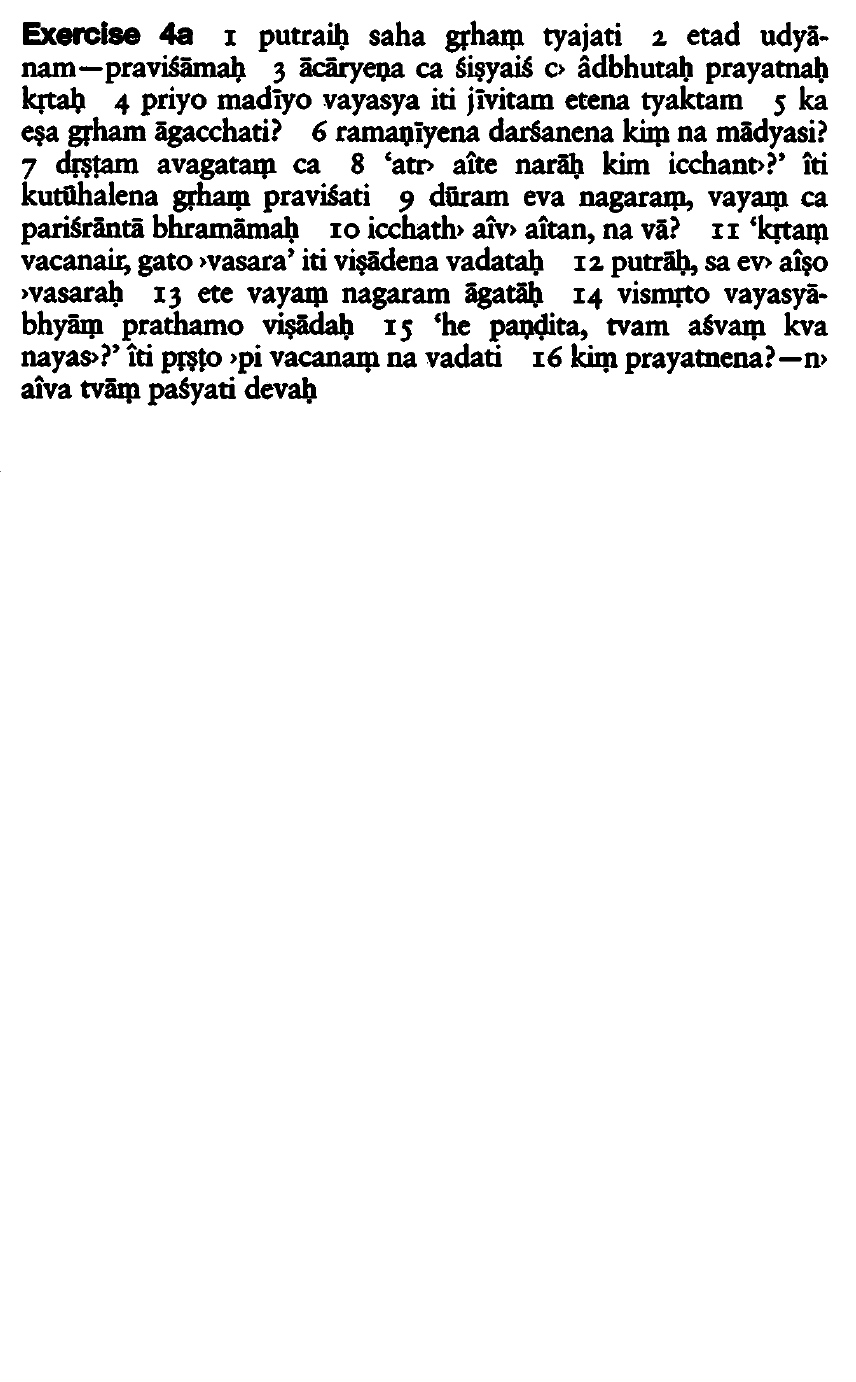 Exercise 4a 1 putraiḥ saha gṛhaṃ tyajati 2 etad udyā-
nam—praviśāmaḥ 3 ācāryeṇa ca śiṣyaiś c› âdbhutaḥ prayatnaḥ
kṛtaḥ 4 priyo madīyo vayasya iti jīvitam etena tyaktam 5 ka
eṣa gṛham āgacchati? 6 ramaṇīyena darśanena kiṃ na mādyasi?
7 dṛṣṭam avagataṃ ca 8 ‘atr› aîte narāḥ kim icchant›?’ îti
kutūhalena gṛhaṃ praviśati 9 dūram eva nagaraṃ, vayaṃ ca
pariśrāntā bhramāmaḥ 10 icchath› aîv› aîtan, na vā? 11 ‘kṛtaṃ
vacanair, gato ›vasara’ iti viṣādena vadataḥ 12 putrāḥ, sa ev› aîṣo
›vasaraḥ 13 ete vayaṃ nagaram āgatāḥ 14 vismṛto vayasyā-
bhyāṃ prathamo viṣādaḥ 15 ‘he paṇḍita, tvam aśvaṃ kva
nayas›?’ îti pṛṣṭo ›pi vacanaṃ na vadati 16 kiṃ prayatnena?—n›
aîva tvāṃ paśyati devaḥ